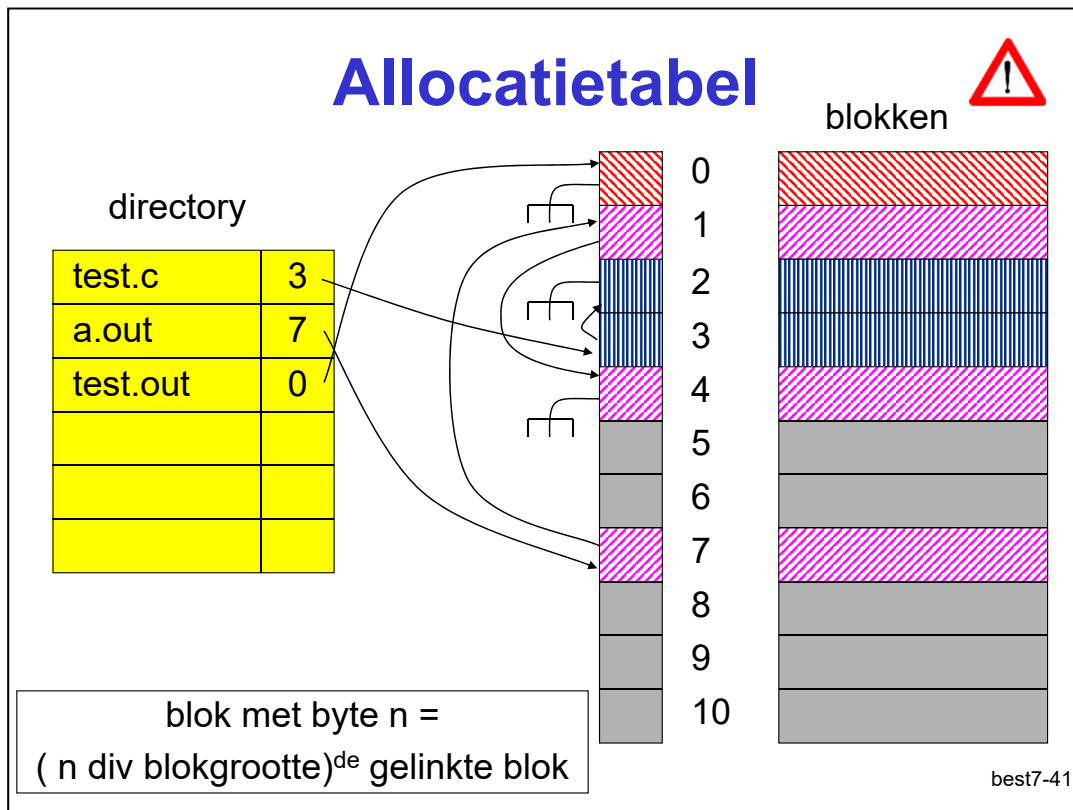 Allocatietabel
!
blokken
directory
test.c 3
a.out 7
test.out 0
0
1
2
3
4
5
6
7
8
9
10
blok met byte n =
( n div blokgrootte)de gelinkte blok
best7-41